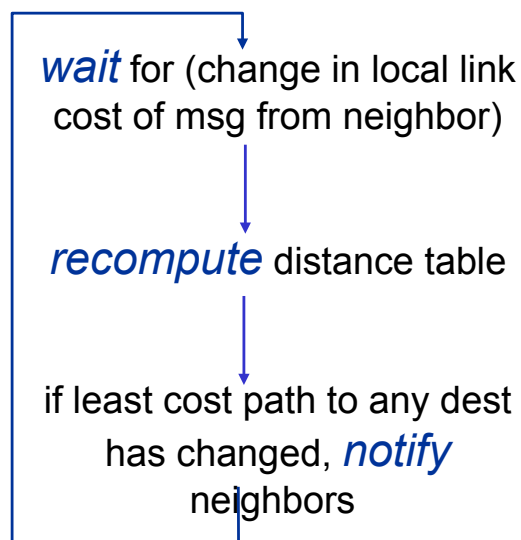 wait for (change in local link
cost of msg from neighbor)
recompute distance table
if least cost path to any dest
has changed, notify
neighbors